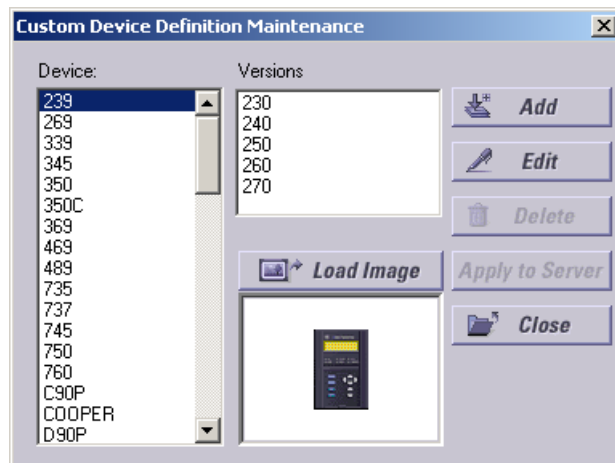 Custom Device Definition Maintenance
Device:
Versions
239
269
339
345
350
350C
369
469
489
735
737
745
750
760
C90P
COOPER
D90P
230
240
250
260
270
Add
Edit
Delete
Load Image
Apply to Server
Close